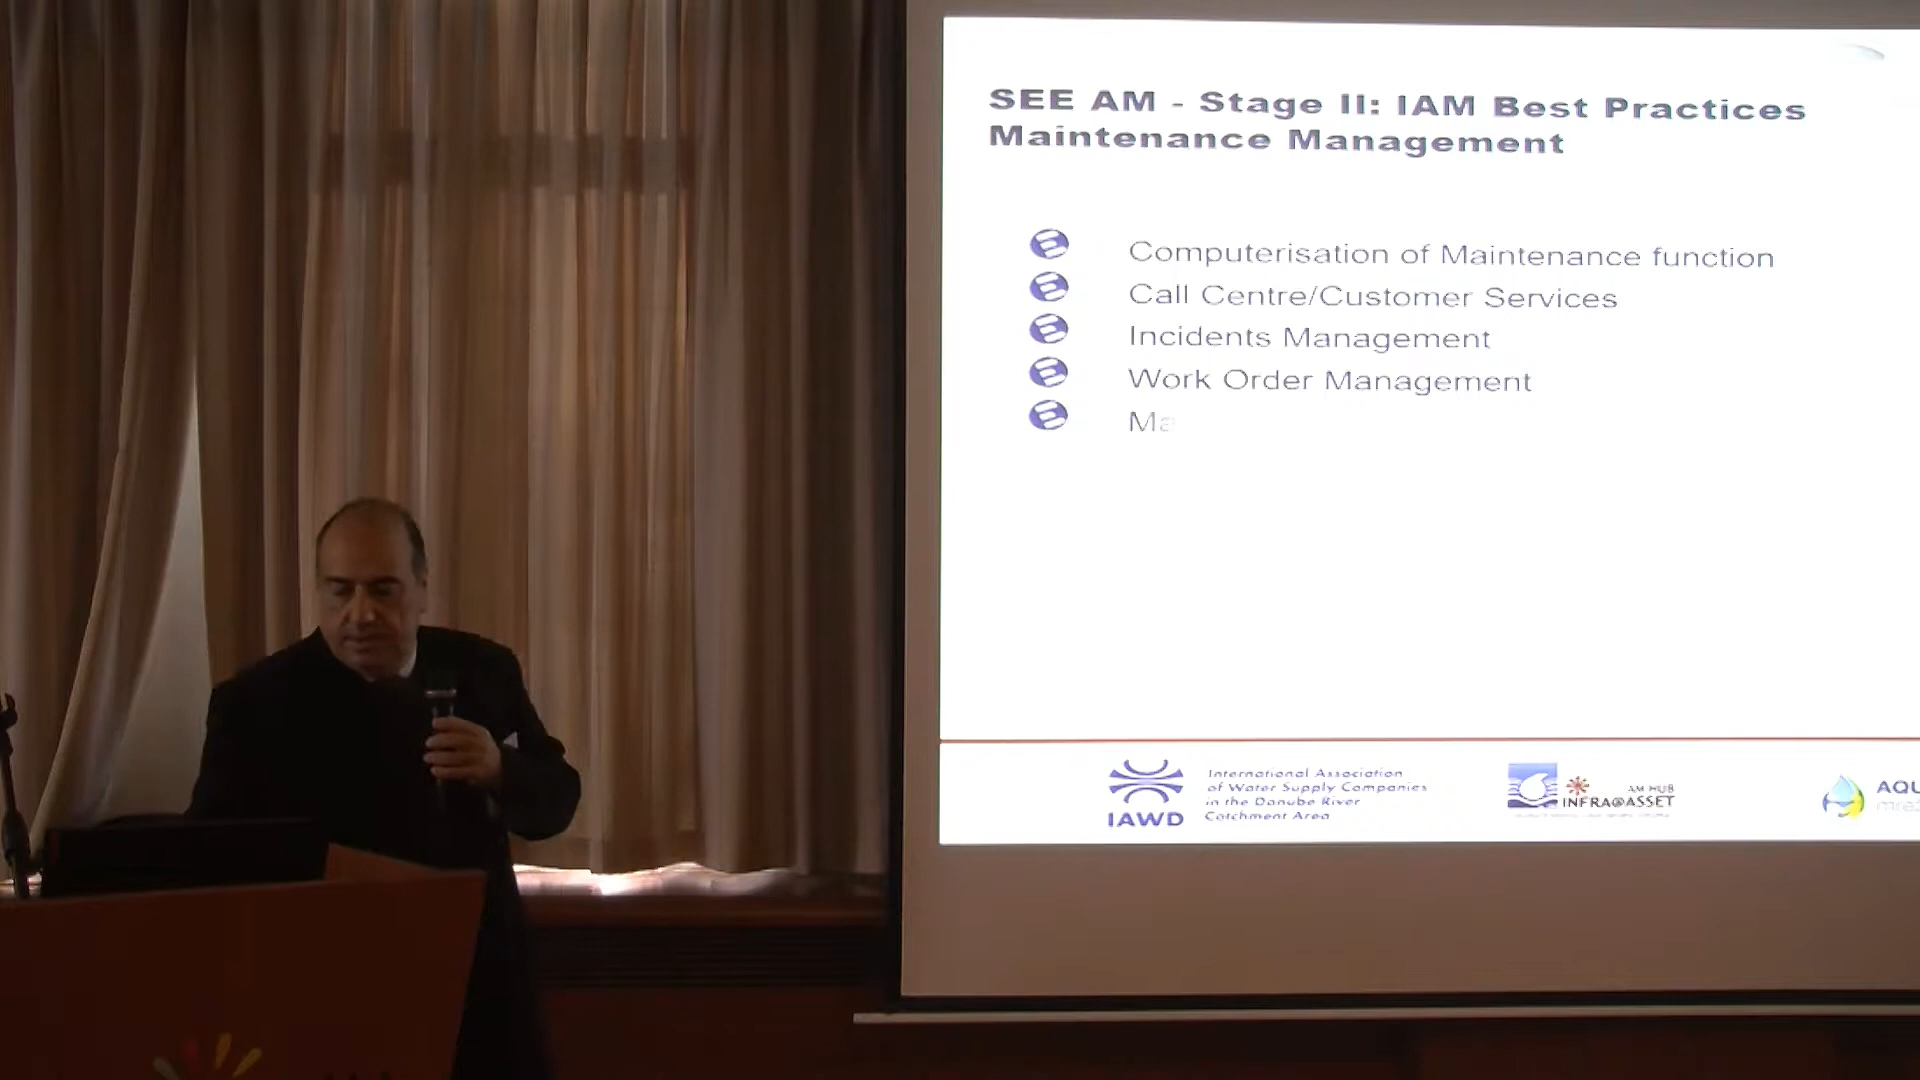 SEE AM - Stage II: IAM Best Practices
Maintenance Management
Computerisation of Maintenance function
Call Centre/Customer Services
Incidents Management
Work Order Management
Ma
International Association
of Water Supply Companies
in the Danube River
Catchment Area
IAWD
AM HUB
INFRA@ASSET
AQU